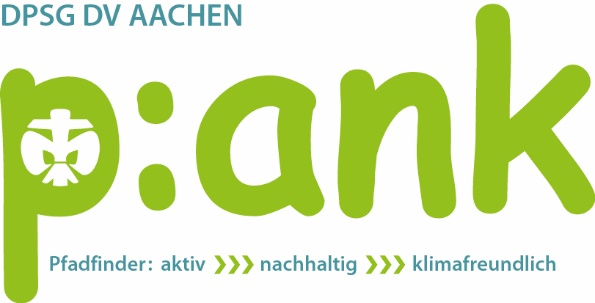 DPSG DV AACHEN
p:ank
Pfadfinder: aktiv >>> nachhaltig >>> klimafreundlich